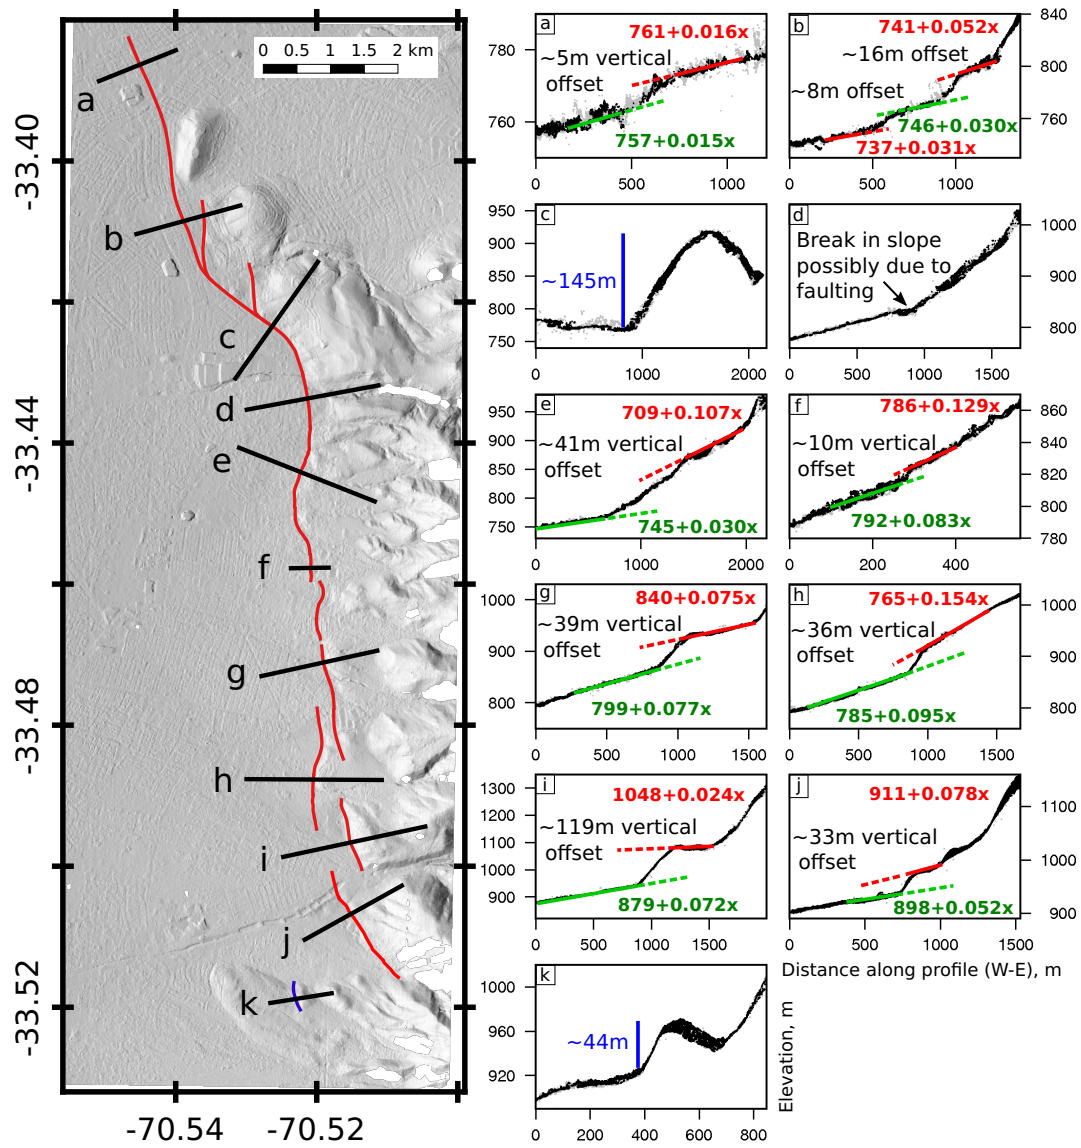 0 0.5 1 1.5 2 km
a
b
c
d
e
f
g
h
i
j
k
-33.40
-33.44
-33.48
-33.52
-70.54 -70.52
a
761+0.016x
~5m vertical
offset
757+0.015x
780
760
0 500 1000
b
741+0.052x
~16m offset
~8m offset
746+0.030x
737+0.031x
840
800
760
0 500 1000
c
~145m
950
900
850
800
750
0 1000 2000
d
Break in slope
possibly due to
faulting
1000
900
800
0 500 1000 1500
e
709+0.107x
~41m vertical
offset
745+0.030x
950
900
850
800
750
0 1000 2000
f
786+0.129x
~10m vertical
offset
792+0.083x
860
840
820
800
780
0 200 400
g
840+0.075x
~39m vertical
offset
799+0.077x
1000
900
800
0 500 1000 1500
h
765+0.154x
~36m vertical
offset
785+0.095x
1000
900
800
0 500 1000 1500
i
1048+0.024x
~119m vertical
offset
879+0.072x
1300
1200
1100
1000
900
0 500 1000 1500 2000
j
911+0.078x
~33m vertical
offset
898+0.052x
1100
1000
900
0 500 1000 1500
Distance along profile (W-E), m
Elevation, m
k
~44m
1000
960
920
0 200 400 600 800